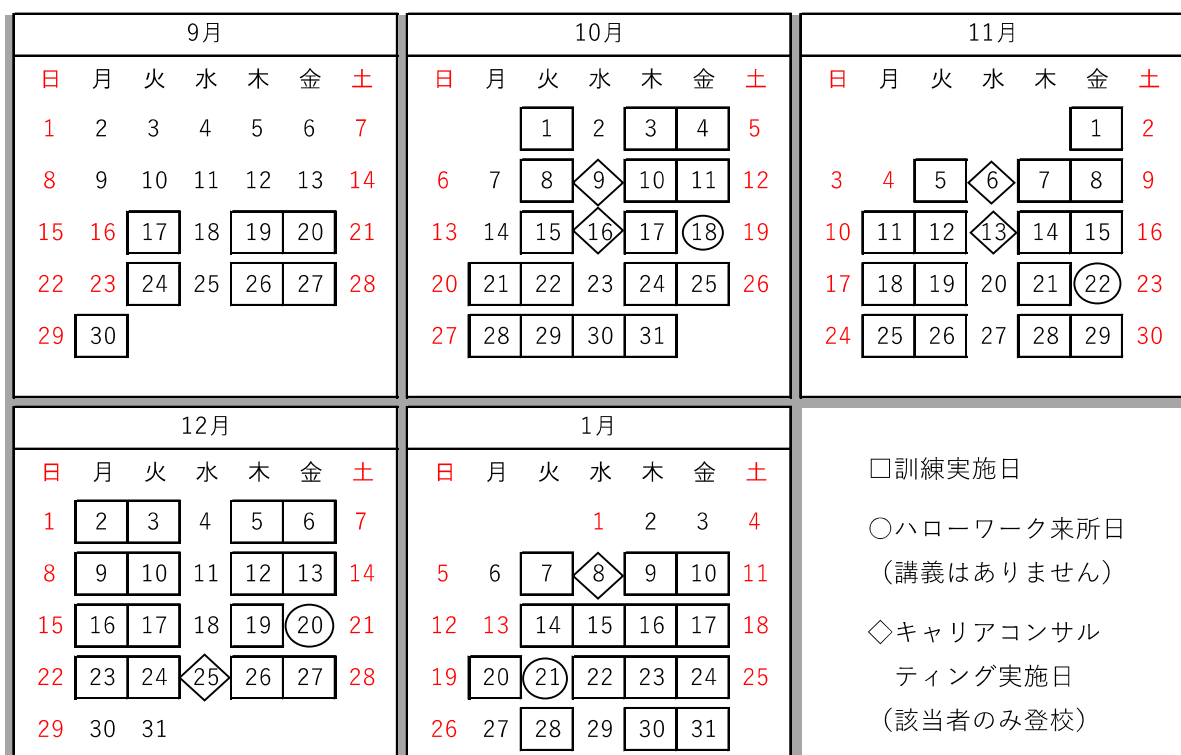 9月
日 月 火 水 木 金 土
1 2 3 4 5 6 7
8 9 10 11 12 13 14
15 16 17 18 19 20 21
22 23 24 25 26 27 28
29 30
10月
日 月 火 水 木 金 土
1 2 3 4 5
6 7 8 9 10 11 12
13 14 15 16 17 18 19
20 21 22 23 24 25 26
27 28 29 30 31
11月
日 月 火 水 木 金 土
1 2
3 4 5 6 7 8 9
10 11 12 13 14 15 16
17 18 19 20 21 22 23
24 25 26 27 28 29 30
12月
日 月 火 水 木 金 土
1 2 3 4 5 6 7
8 9 10 11 12 13 14
15 16 17 18 19 20 21
22 23 24 25 26 27 28
29 30 31
1月
日 月 火 水 木 金 土
1 2 3 4
5 6 7 8 9 10 11
12 13 14 15 16 17 18
19 20 21 22 23 24 25
26 27 28 29 30 31
□訓練実施日
○ハローワーク来所日
（講義はありません）
◇キャリアコンサル
ティング実施日
（該当者のみ登校）